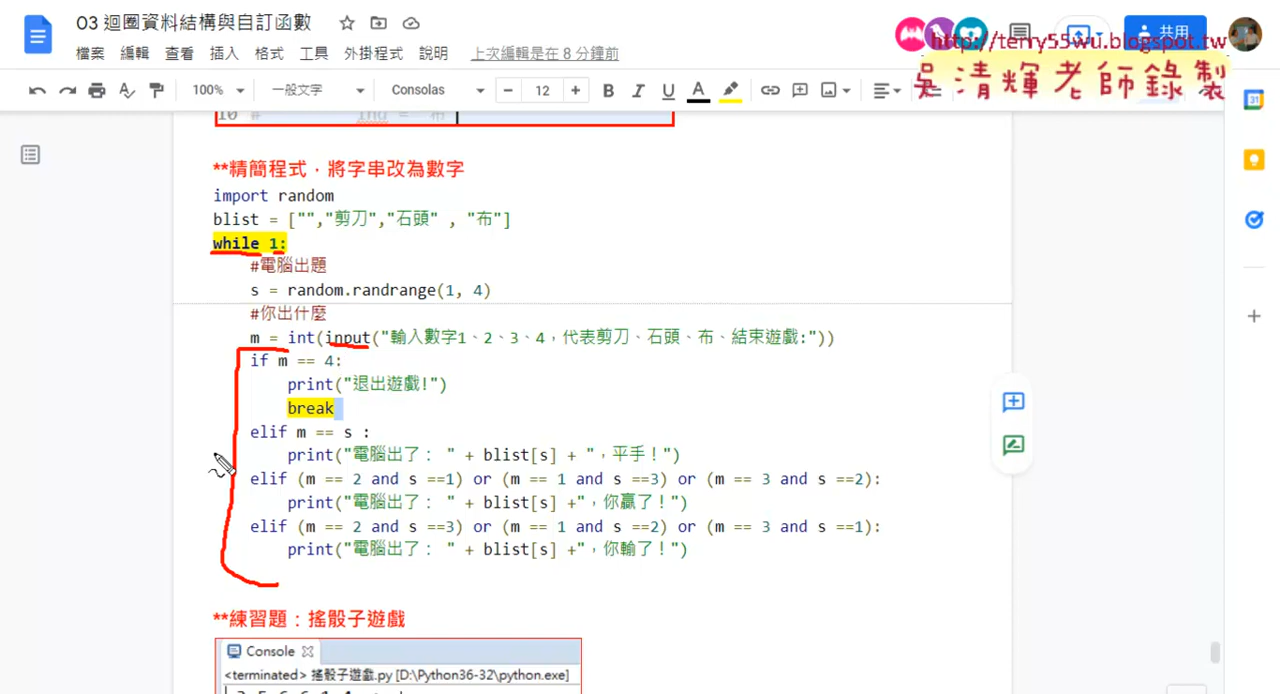 03 迴圈資料結構與自訂函數
共用
http://terry55wu.blogspot.tw
檔案 編輯 查看 插入 格式 工具 外掛程式 說明 上次編輯是在 8 分鐘前
吳清輝老師錄製
100% 一般文字 Consolas 12 B I U A
31
10 #
**精簡程式，將字串改為數字
import random
blist = ["","剪刀","石頭" , "布"]
while 1:
#電腦出題
s = random.randrange(1, 4)
#你出什麼
m = int(input("輸入數字1、2、3、4，代表剪刀、石頭、布、結束遊戲:"))
if m == 4:
print("退出遊戲!")
break
elif m == s :
print("電腦出了： " + blist[s] + "，平手！")
elif (m == 2 and s ==1) or (m == 1 and s ==3) or (m == 3 and s ==2):
print("電腦出了： " + blist[s] +"，你贏了！")
elif (m == 2 and s ==3) or (m == 1 and s ==2) or (m == 3 and s ==1):
print("電腦出了： " + blist[s] +"，你輸了！")
**練習題：搖骰子遊戲
Console
<terminated> 搖骰子遊戲.py [D:\Python36-32\python.exe]